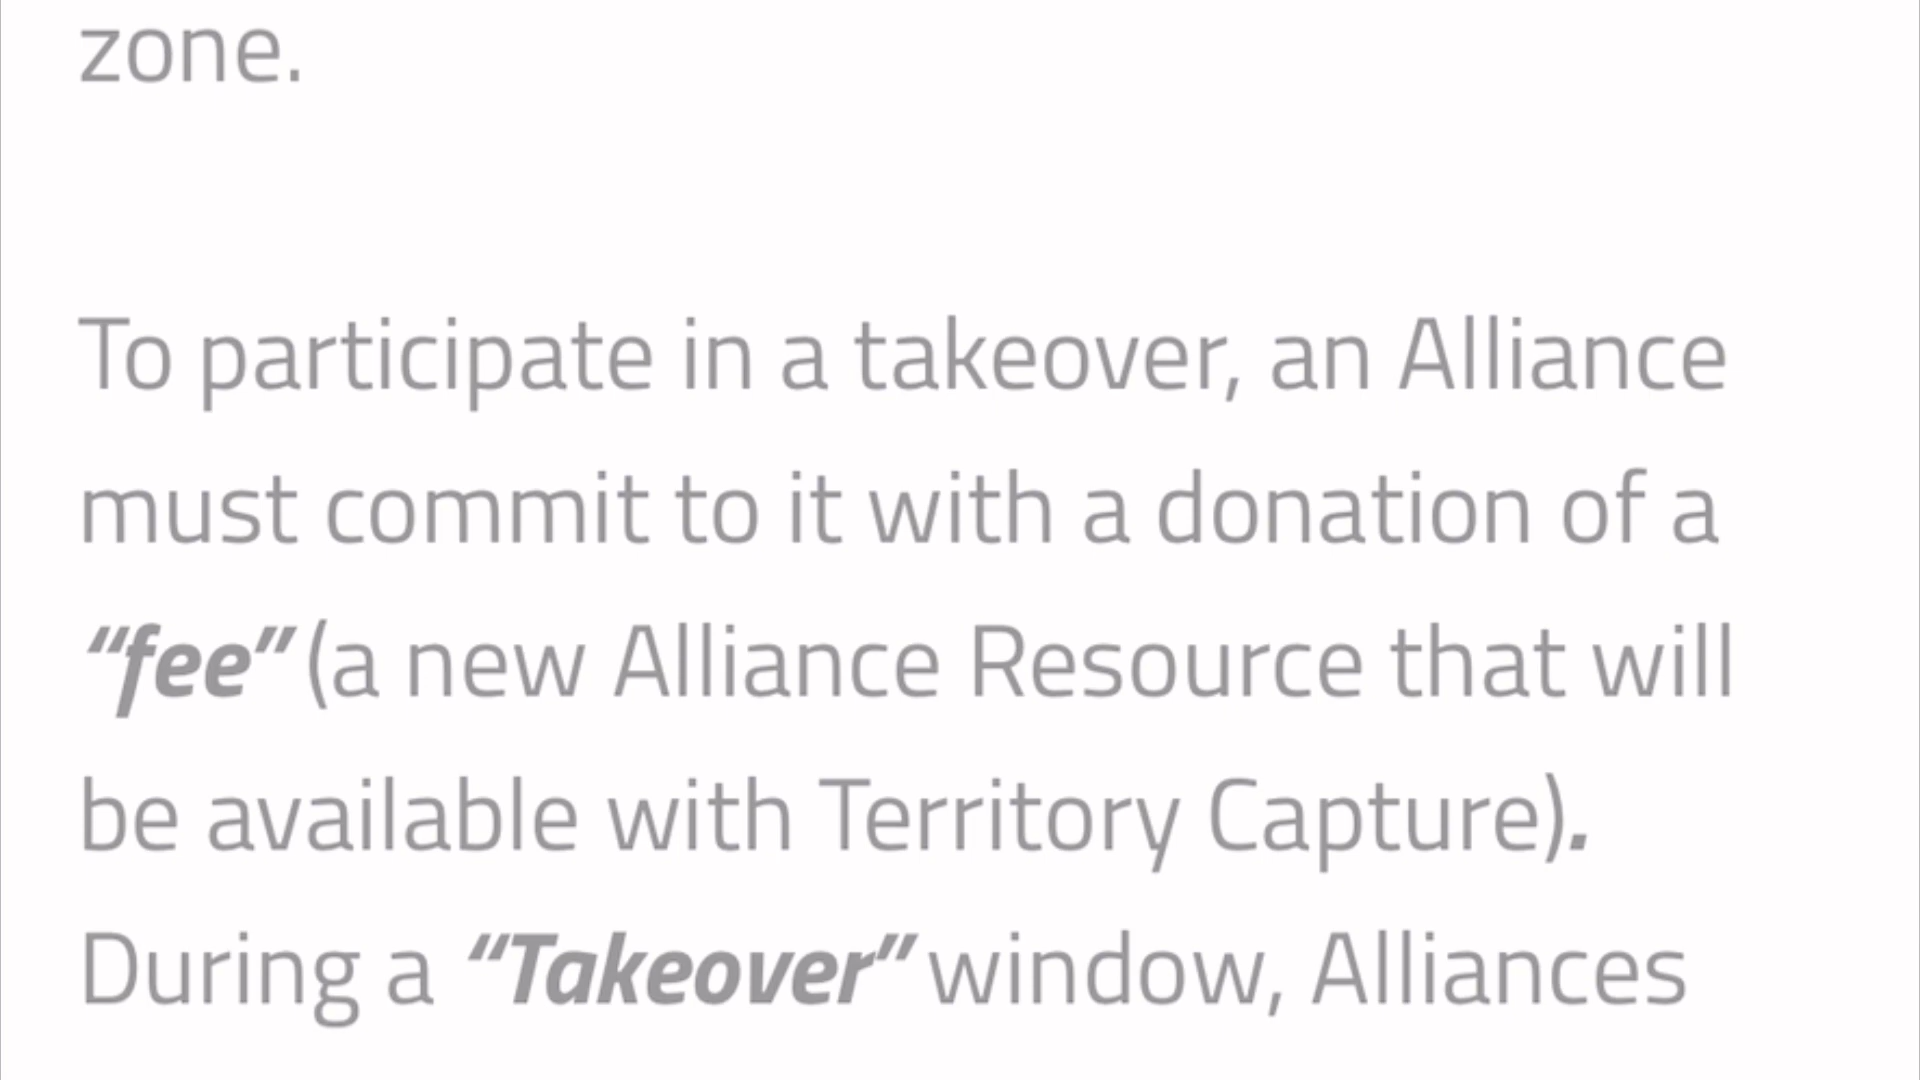 zone.
To participate in a takeover, an Alliance
must commit to it with a donation of a
“fee” (a new Alliance Resource that will
be available with Territory Capture).
During a “Takeover” window, Alliances